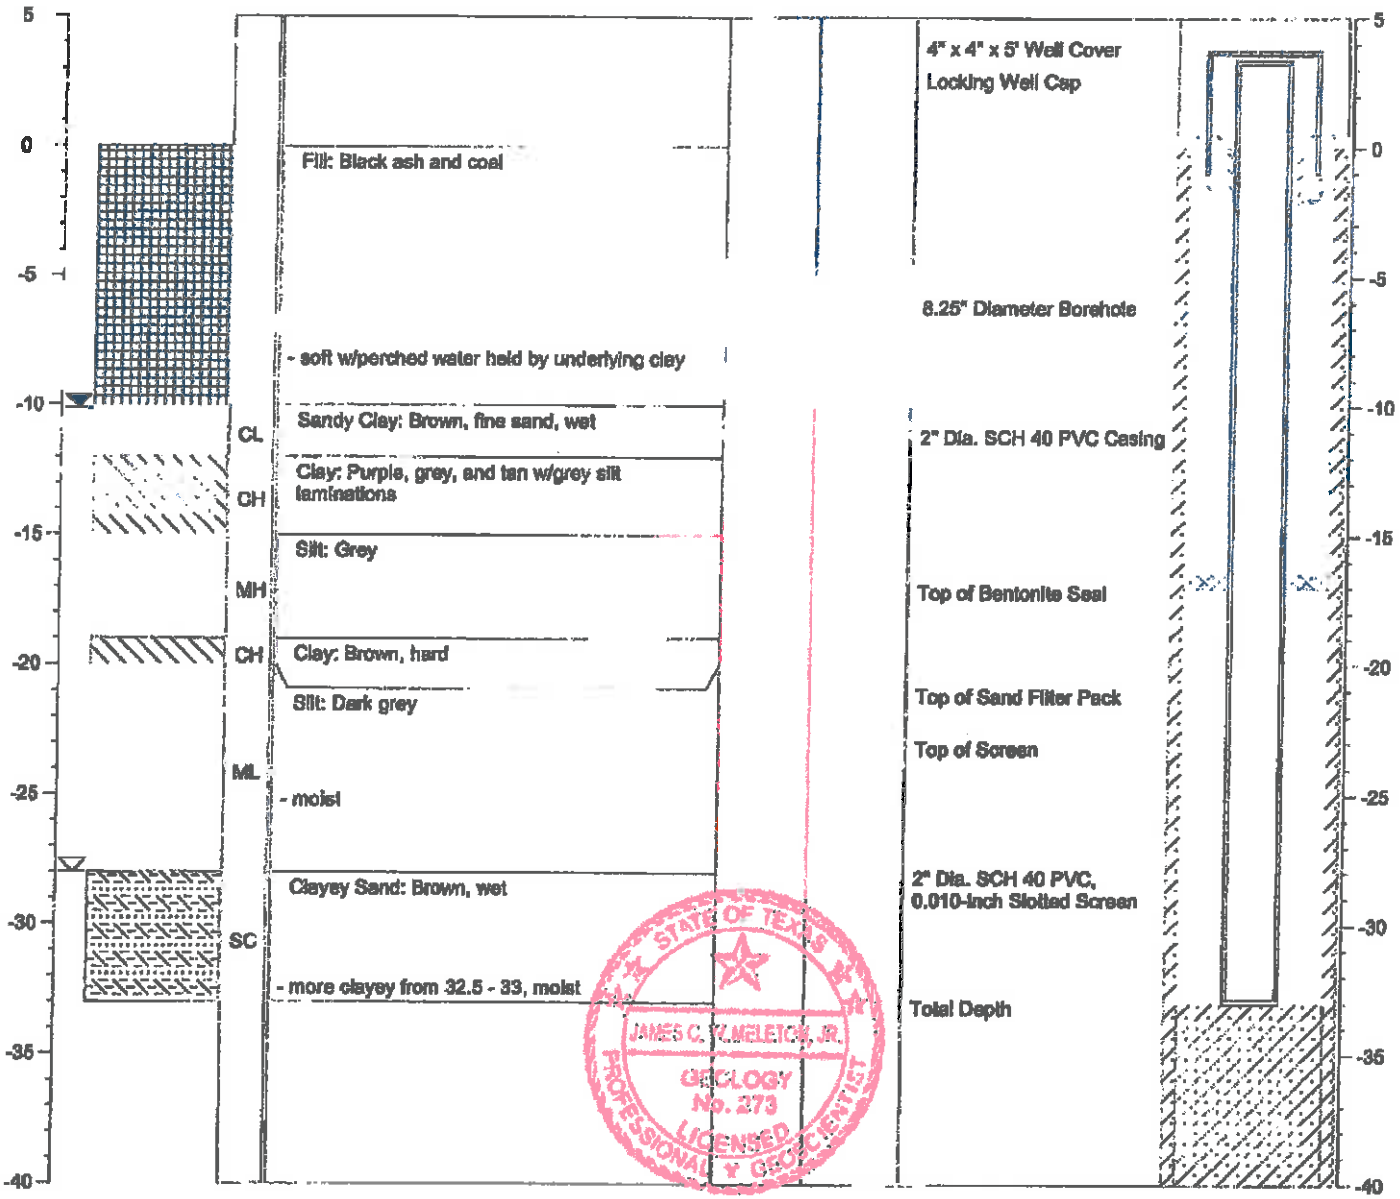 5
0
-5
-10
-15
-20
-25
-30
-35
-40
Fill: Black ash and coal
- soft w/perched water held by underlying clay
CL
Sandy Clay: Brown, fine sand, wet
CH
Clay: Purple, grey, and tan w/grey silt
laminations
MH
Silt: Grey
CH
Clay: Brown, hard
Silt: Dark grey
ML
- moist
SC
Clayey Sand: Brown, wet
- more clayey from 32.5 - 33, moist
4" x 4" x 5' Well Cover
Locking Well Cap
8.25" Diameter Borehole
2" Dia. SCH 40 PVC Casing
Top of Bentonite Seal
Top of Sand Filter Pack
Top of Screen
2" Dia. SCH 40 PVC,
0.010-Inch Slotted Screen
Total Depth
STATE OF TEXAS
JAMES C. JR.
GEOLOGY
No. 273
LICENSED
PROFESSIONAL GEOSCIENTIST
5
0
-5
-10
-15
-20
-25
-30
-35
-40